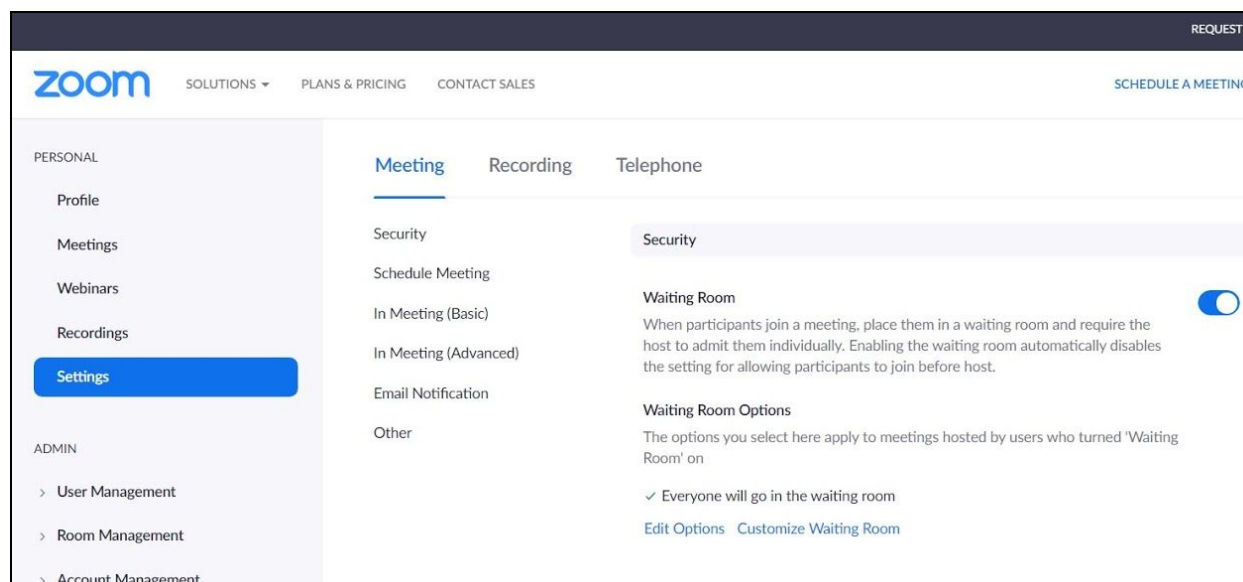 REQUEST
zoom SOLUTIONS PLANS & PRICING CONTACT SALES SCHEDULE A MEETING
PERSONAL
Profile
Meetings
Webinars
Recordings
Settings
ADMIN
User Management
Room Management
Account Management
Meeting Recording Telephone
Security
Schedule Meeting
In Meeting (Basic)
In Meeting (Advanced)
Email Notification
Other
Security
Waiting Room
When participants join a meeting, place them in a waiting room and require the
host to admit them individually. Enabling the waiting room automatically disables
the setting for allowing participants to join before host.
Waiting Room Options
The options you select here apply to meetings hosted by users who turned 'Waiting
Room' on
✓ Everyone will go in the waiting room
Edit Options Customize Waiting Room